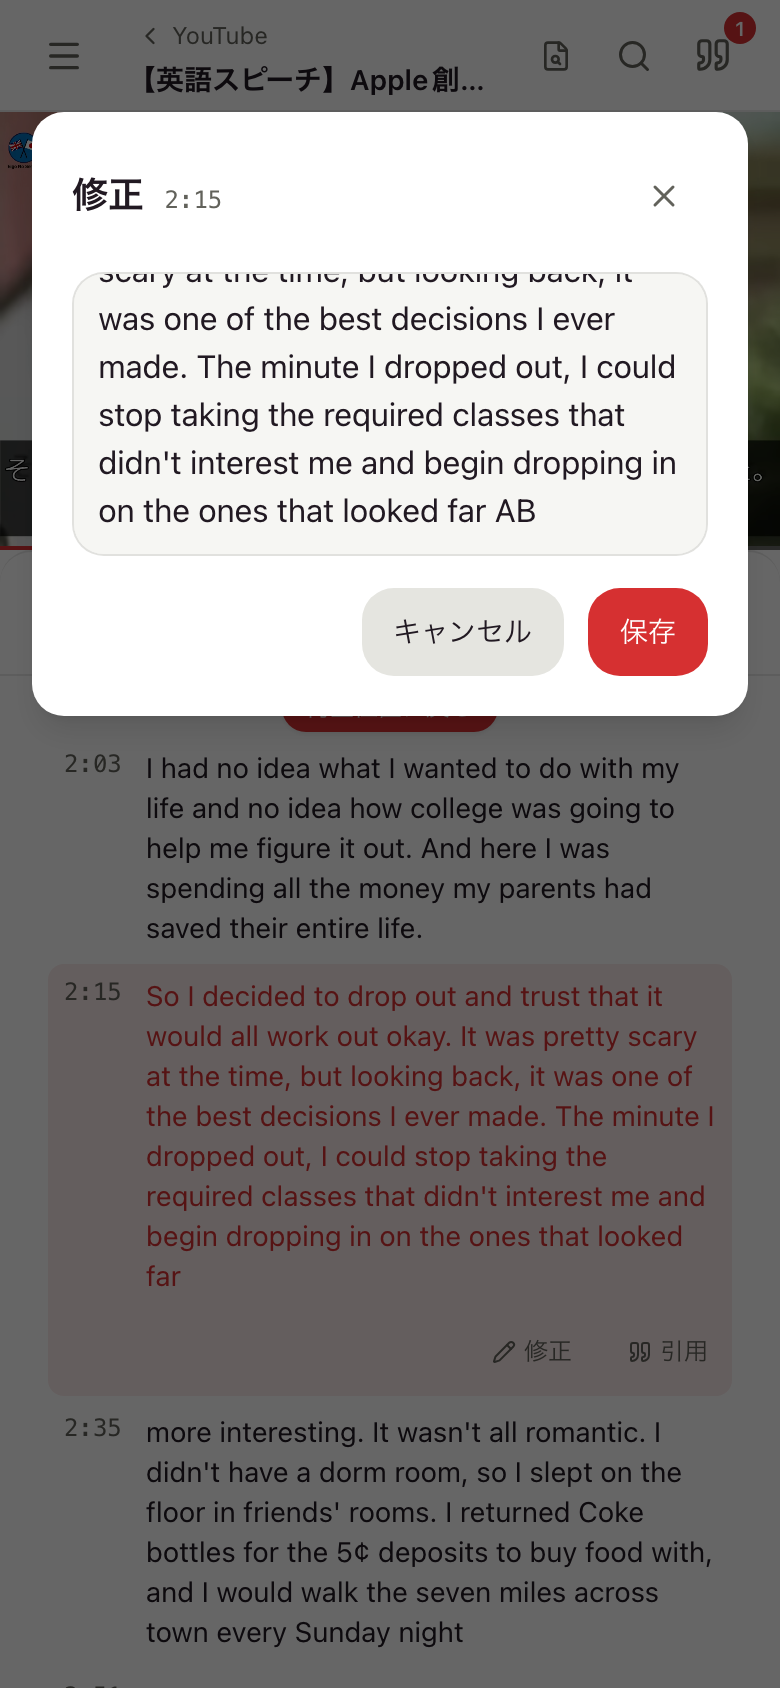 YouTube
【英語スピーチ】Apple創...
1
修正 2:15
scary at the time, but looking back, it
was one of the best decisions I ever
made. The minute I dropped out, I could
stop taking the required classes that
didn't interest me and begin dropping in
on the ones that looked far AB
そ
。
キャンセル
保存
2:03
I had no idea what I wanted to do with my
life and no idea how college was going to
help me figure it out. And here I was
spending all the money my parents had
saved their entire life.
2:15
So I decided to drop out and trust that it
would all work out okay. It was pretty scary
at the time, but looking back, it was one of
the best decisions I ever made. The minute I
dropped out, I could stop taking the
required classes that didn't interest me and
begin dropping in on the ones that looked
far
修正
引用
2:35
more interesting. It wasn't all romantic. I
didn't have a dorm room, so I slept on the
floor in friends' rooms. I returned Coke
bottles for the 5¢ deposits to buy food with,
and I would walk the seven miles across
town every Sunday night